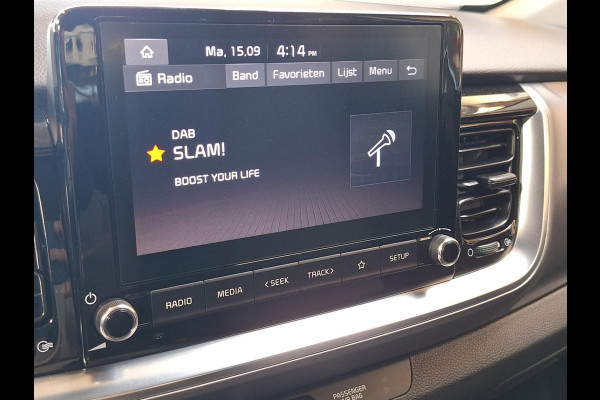 Ma, 15.09 4:14 PM
Radio Band Favorieten Lijst Menu
DAB
SLAM!
BOOST YOUR LIFE
RADIO MEDIA < SEEK TRACK > SETUP
PASSENGER
AIR BAG